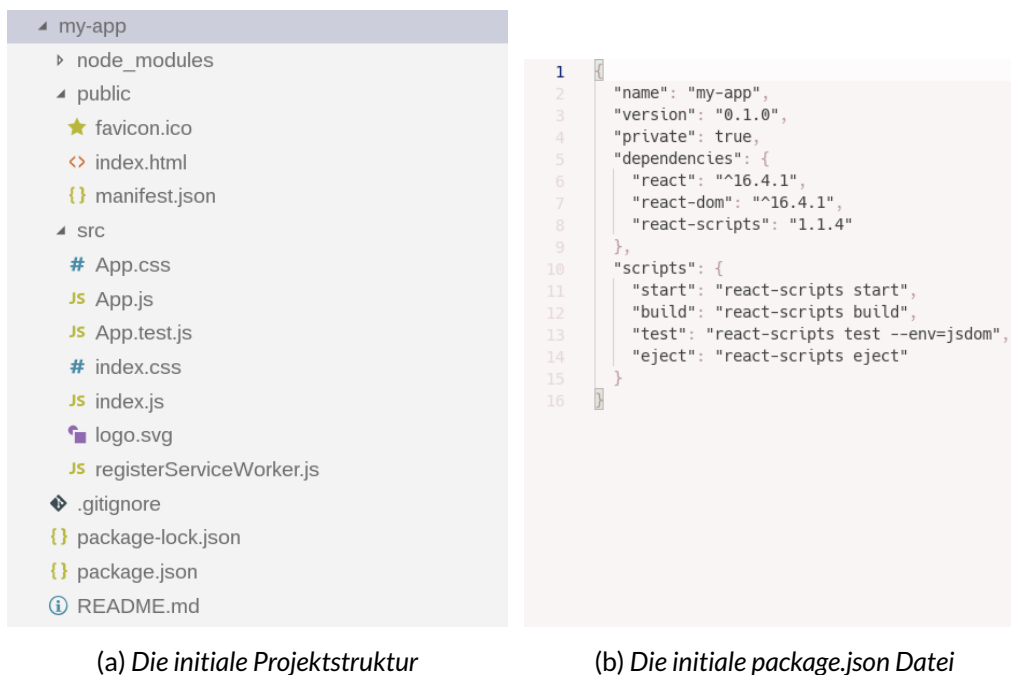 my-app
node_modules
public
favicon.ico
index.html
manifest.json
src
App.css
App.js
App.test.js
index.css
index.js
logo.svg
registerServiceWorker.js
.gitignore
package-lock.json
package.json
README.md
(a) Die initiale Projektstruktur
1 {
2 "name": "my-app",
3 "version": "0.1.0",
4 "private": true,
5 "dependencies": {
6 "react": "^16.4.1",
7 "react-dom": "^16.4.1",
8 "react-scripts": "1.1.4"
9 },
10 "scripts": {
11 "start": "react-scripts start",
12 "build": "react-scripts build",
13 "test": "react-scripts test --env=jsdom",
14 "eject": "react-scripts eject"
15 }
16 }
(b) Die initiale package.json Datei